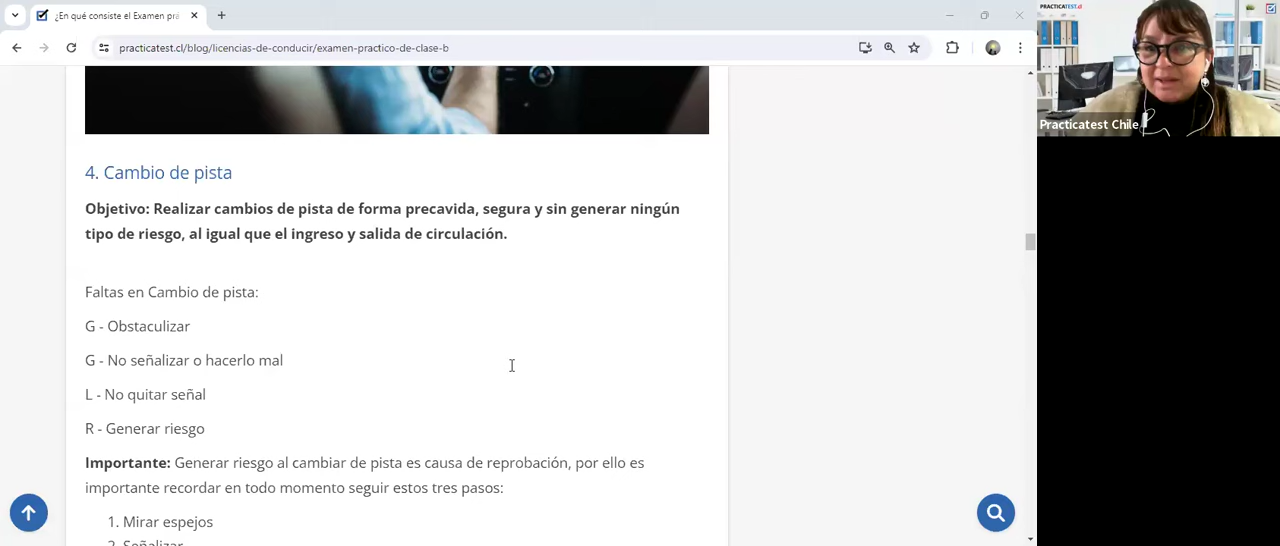 ¿En qué consiste el Examen prá
practicatest.cl/blog/licencias-de-conducir/examen-practico-de-clase-b
PRACTICATEST.cl
Practicatest Chile
4. Cambio de pista
Objetivo: Realizar cambios de pista de forma precavida, segura y sin generar ningún
tipo de riesgo, al igual que el ingreso y salida de circulación.
Faltas en Cambio de pista:
G - Obstaculizar
G - No señalizar o hacerlo mal
L - No quitar señal
R - Generar riesgo
Importante: Generar riesgo al cambiar de pista es causa de reprobación, por ello es
importante recordar en todo momento seguir estos tres pasos:
1. Mirar espejos
2. Señalizar